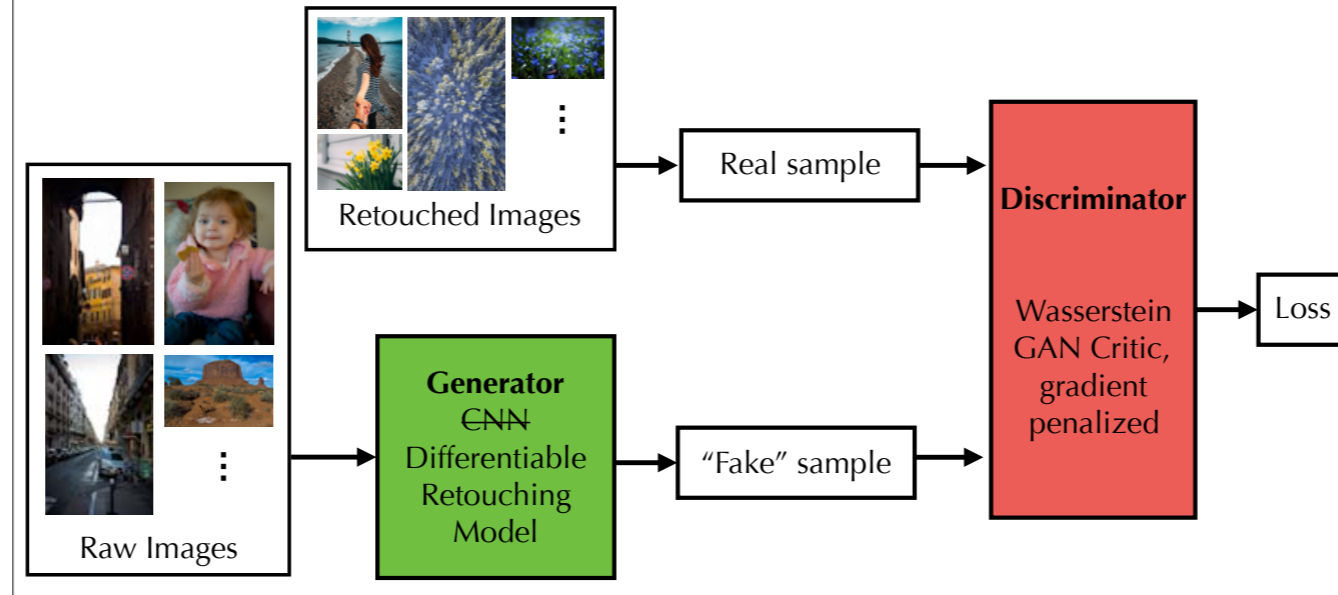 Retouched Images
Real sample
Discriminator
Wasserstein
GAN Critic,
gradient
penalized
Loss
Raw Images
Generator
CNN
Differentiable
Retouching
Model
“Fake” sample